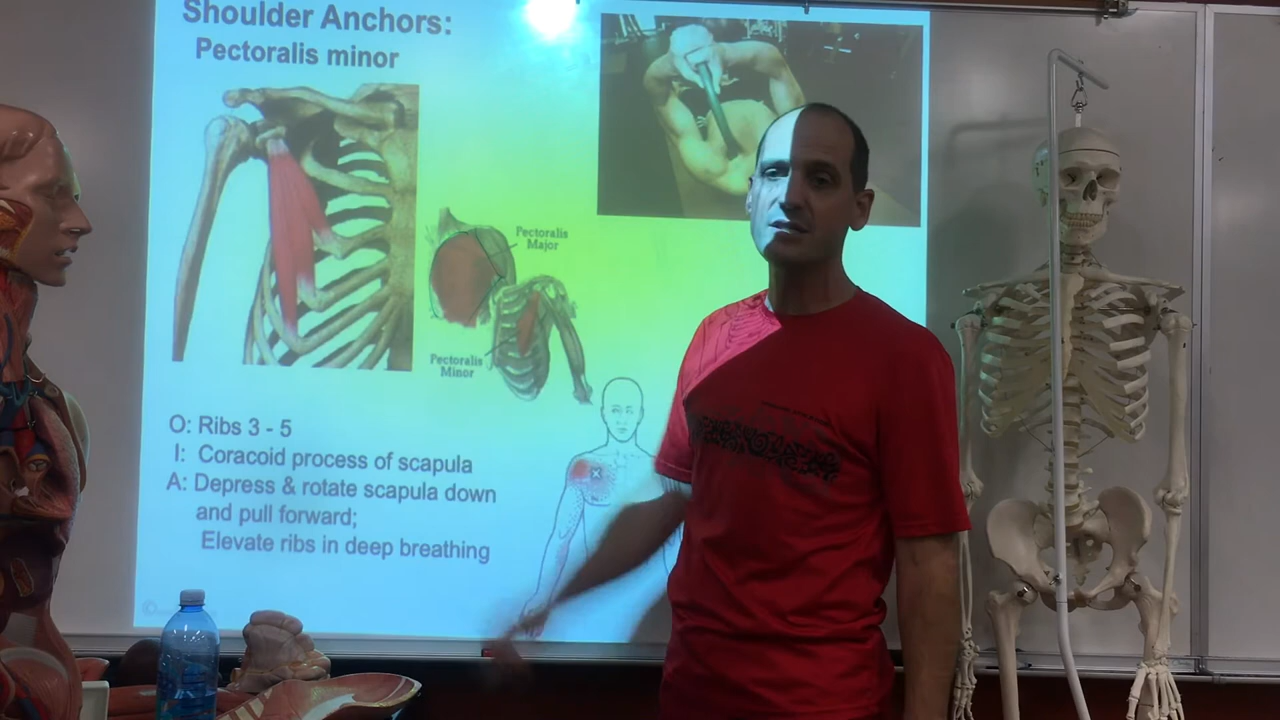 Shoulder Anchors:
Pectoralis minor
Pectoralis
Major
Pectoralis
Minor
O: Ribs 3 - 5
I: Coracoid process of scapula
A: Depress & rotate scapula down
and pull forward;
Elevate ribs in deep breathing